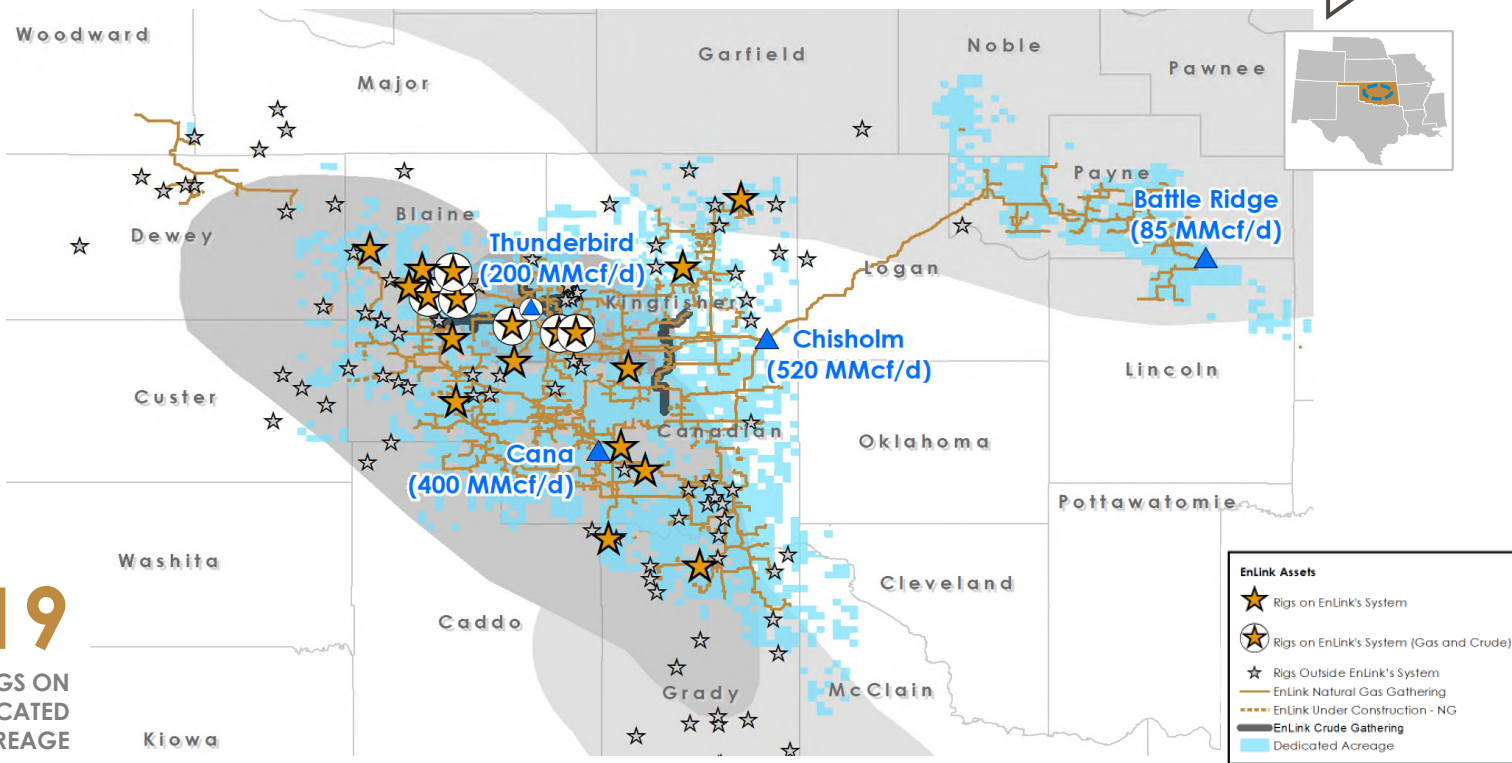 Woodward
Major
Garfield
Noble
Pawnee
Dewey
Blaine
Payne
Battle Ridge
(85 MMcf/d)
Thunderbird
(200 MMcf/d)
Kingfisher
Logan
Chisholm
(520 MMcf/d)
Lincoln
Custer
Canadian
Oklahoma
Cana
(400 MMcf/d)
Pottawatomie
Washita
Cleveland
Caddo
Grady
McClain
Kiowa
19
GS ON
CATED
REAGE
EnLink Assets
Rigs on EnLink's System
Rigs on EnLink's System (Gas and Crude)
Rigs Outside EnLink's System
EnLink Natural Gas Gathering
EnLink Under Construction - NG
EnLink Crude Gathering
Dedicated Acreage